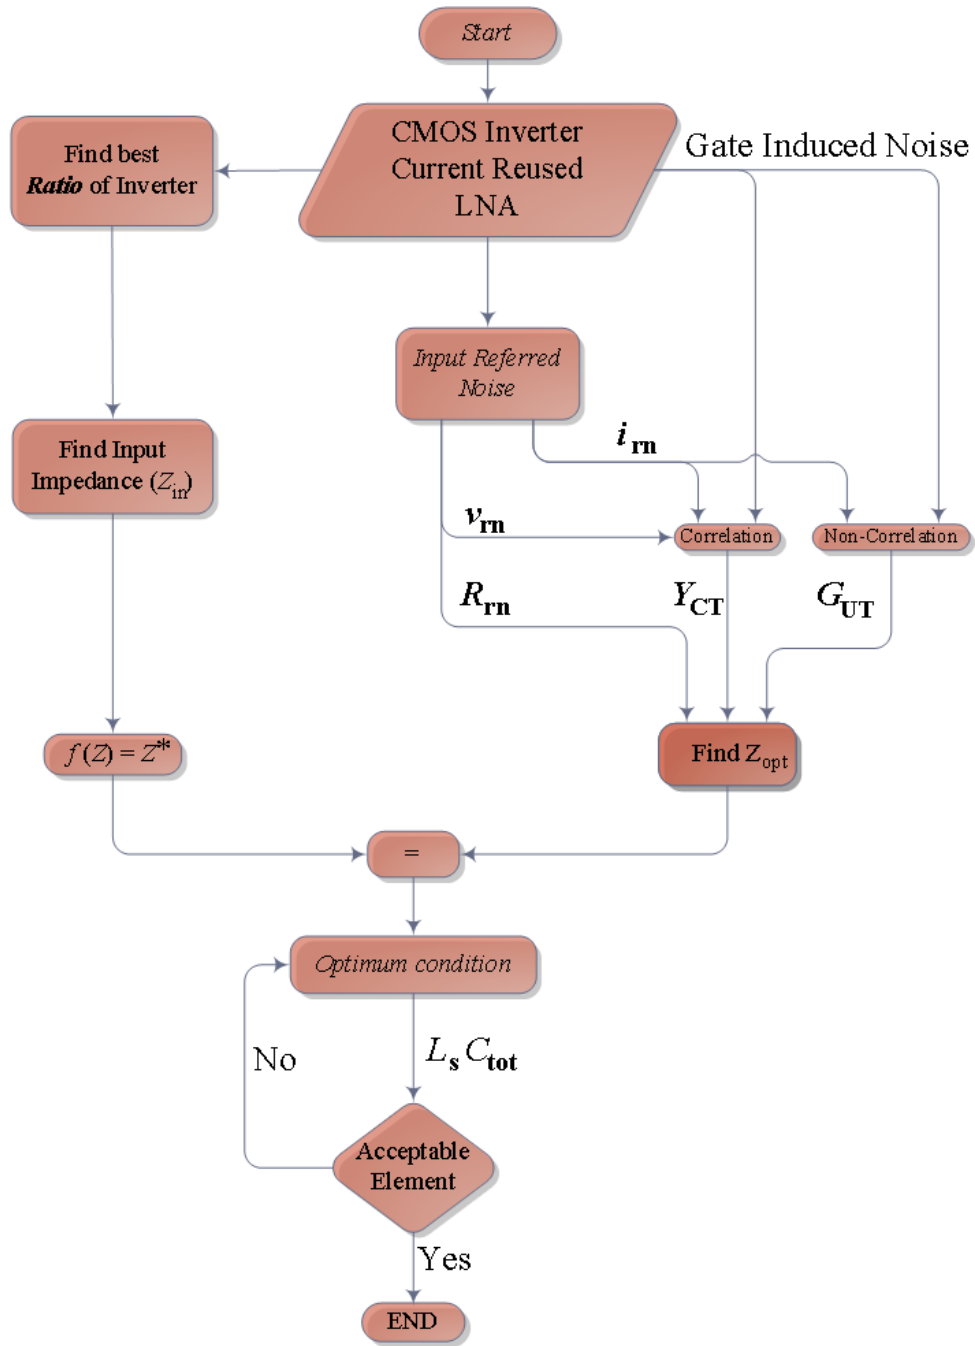 Start
CMOS Inverter
Current Reused
LNA
Gate Induced Noise
Find best
Ratio of Inverter
Input Referred
Noise
Find Input
Impedance (Zin)
irn
vrn
Correlation
Non-Correlation
Rrn
YCT
GUT
f (Z) = Z*
Find Zopt
=
Optimum condition
No
Ls Ctot
Acceptable
Element
Yes
END